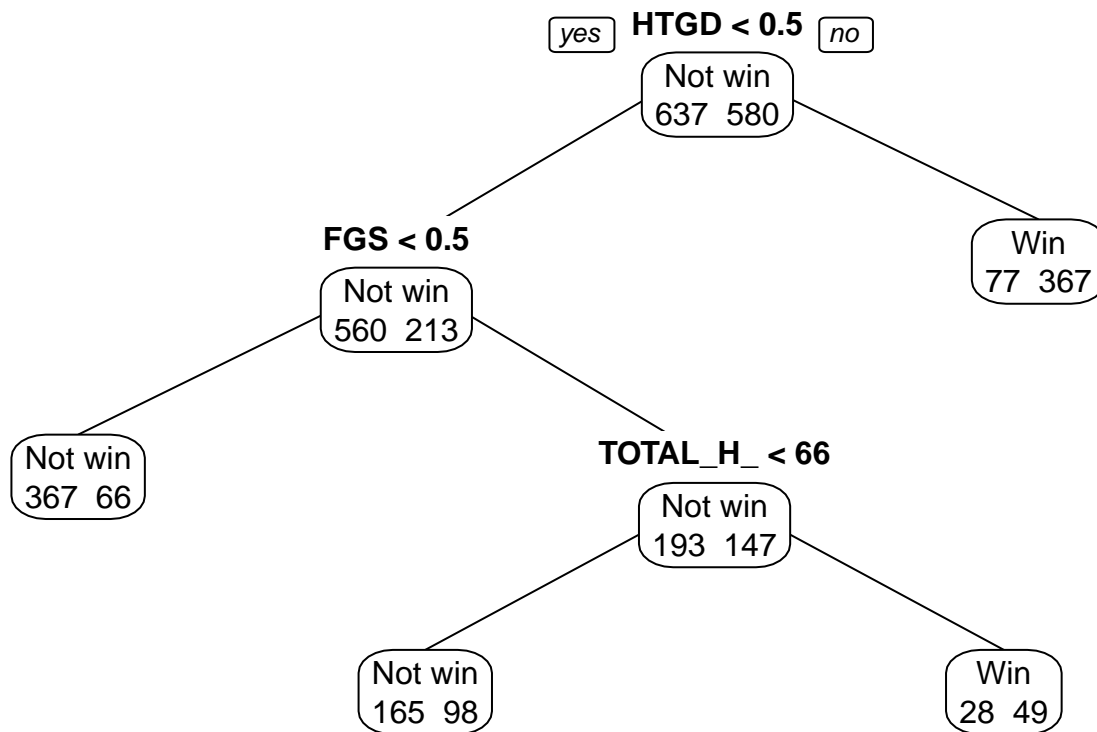 yes HTGD < 0.5 no
Not win
637 580
FGS < 0.5
Not win
560 213
Win
77 367
Not win
367 66
TOTAL_H_ < 66
Not win
193 147
Not win
165 98
Win
28 49